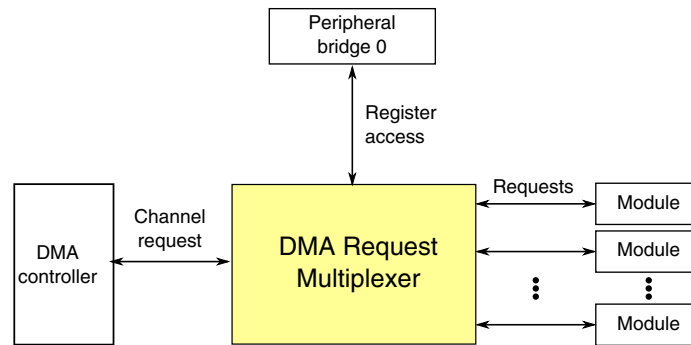 Peripheral
bridge 0
Register
access
Channel
request
DMA
controller
DMA Request
Multiplexer
Requests
Module
Module
Module